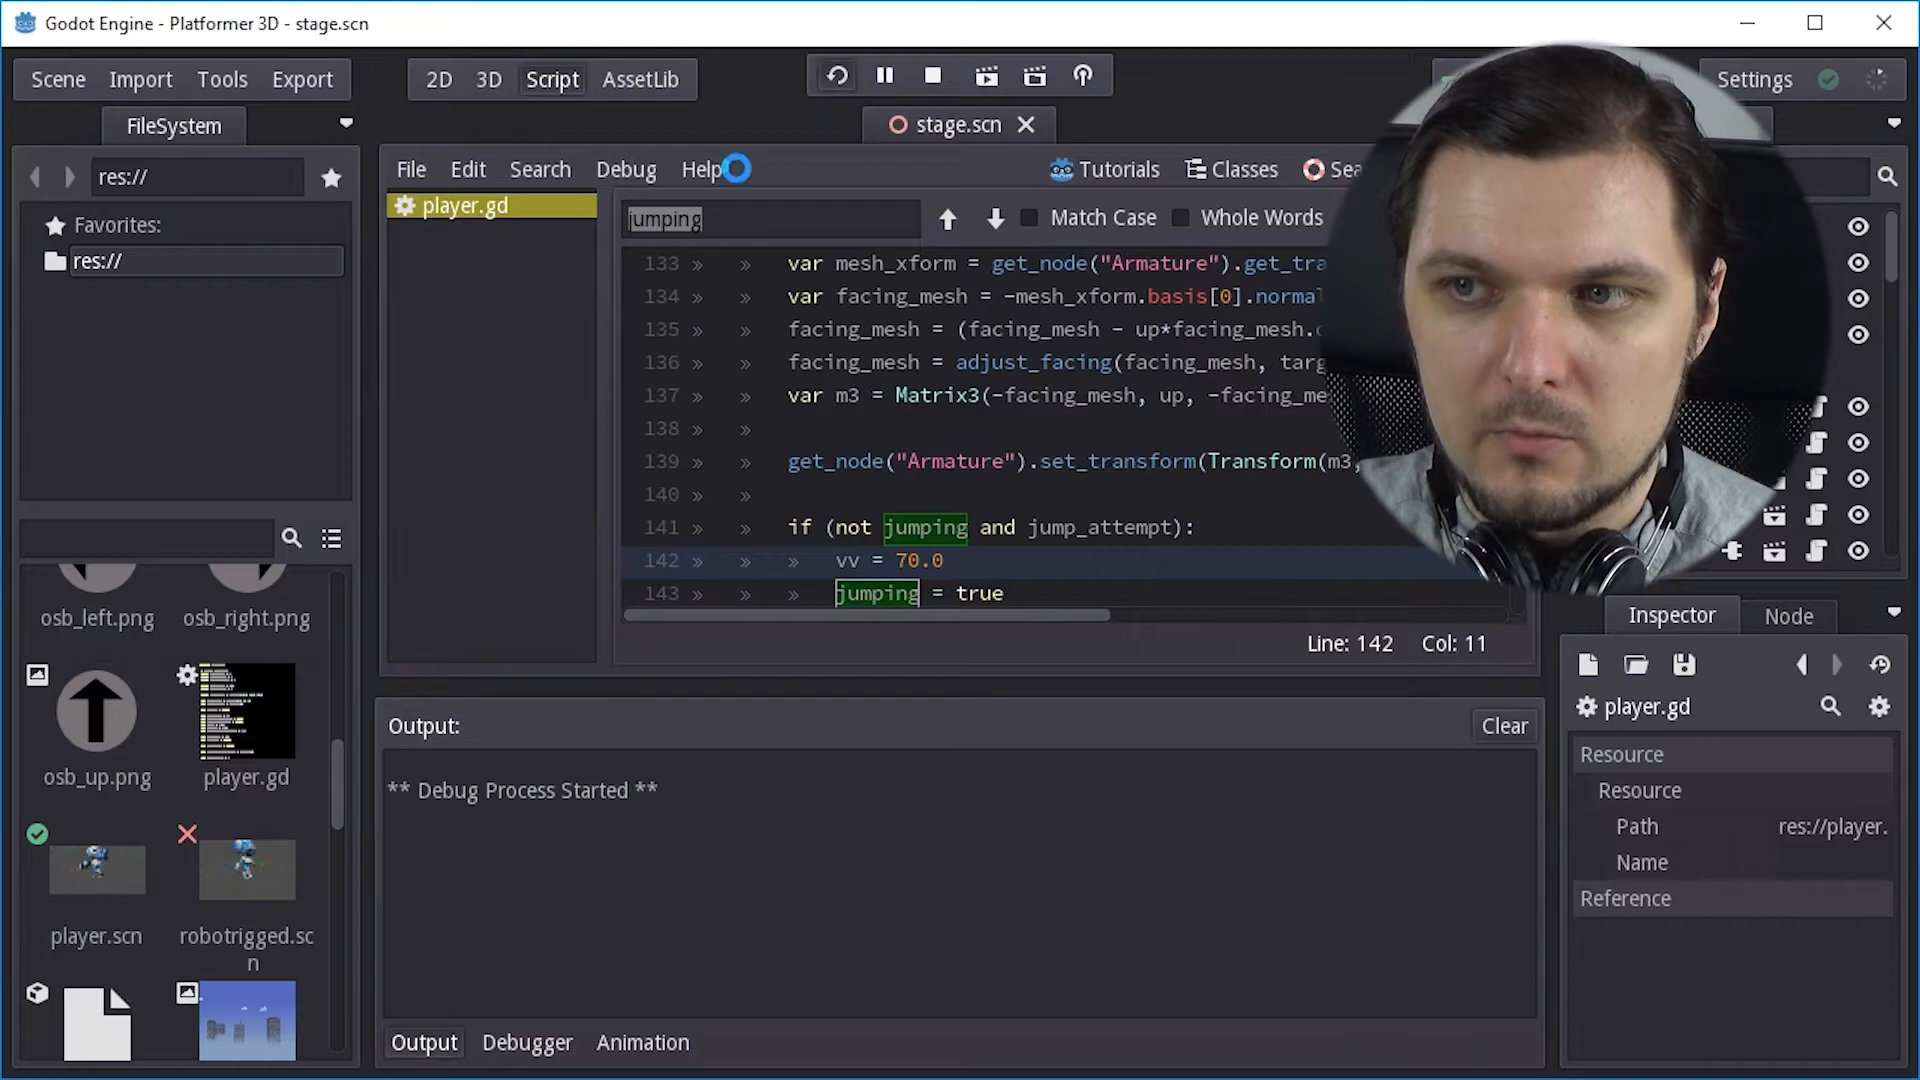 Godot Engine - Platformer 3D - stage.scn
Scene Import Tools Export
2D 3D Script AssetLib
Settings
FileSystem
stage.scn
res://
File Edit Search Debug Help
Tutorials Classes
Favorites:
res://
player.gd
jumping
Match Case Whole Words
133 var mesh_xform = get_node("Armature").get_tra
134 var facing_mesh = -mesh_xform.basis[0].norma
135 facing_mesh = (facing_mesh - up*facing_mesh.
136 facing_mesh = adjust_facing(facing_mesh, targ
137 var m3 = Matrix3(-facing_mesh, up, -facing_me
138
139 get_node("Armature").set_transform(Transform(m3,
140
141 if (not jumping and jump_attempt):
142 vv = 70.0
143 jumping = true
Line: 142 Col: 11
osb_left.png osb_right.png
osb_up.png player.gd
player.scn robotrigged.sc
n
Output:
Clear
** Debug Process Started **
Output Debugger Animation
Inspector Node
player.gd
Resource
Resource
Path res://player.
Name
Reference